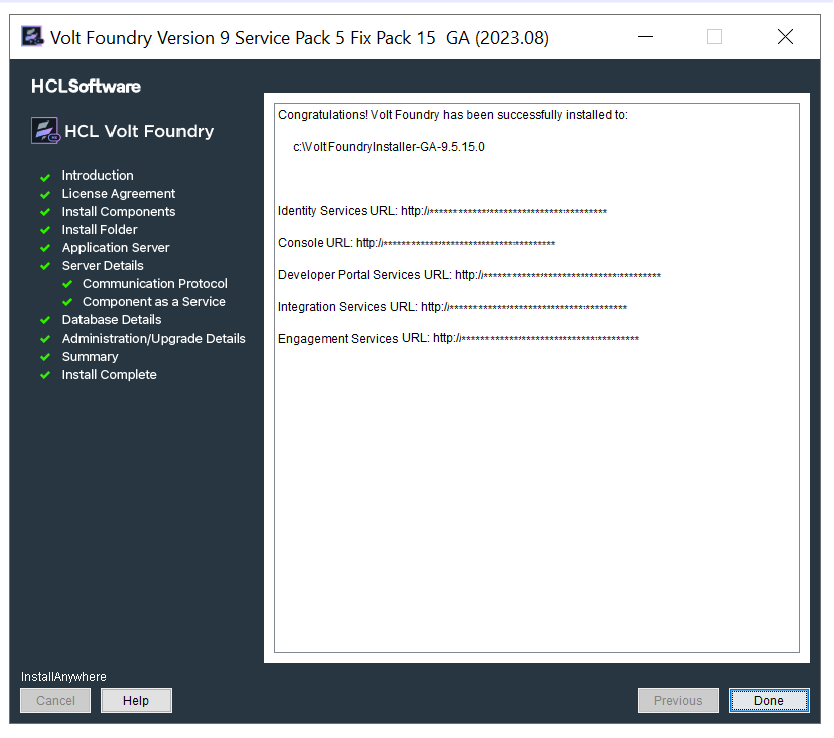 Volt Foundry Version 9 Service Pack 5 Fix Pack 15 GA (2023.08)
HCLSoftware
HCL Volt Foundry
Introduction
License Agreement
Install Components
Install Folder
Application Server
Server Details
Communication Protocol
Component as a Service
Database Details
Administration/Upgrade Details
Summary
Install Complete
Congratulations! Volt Foundry has been successfully installed to:
c:\VoltFoundryInstaller-GA-9.5.15.0
Identity Services URL: http://**************************************
Console URL: http://*************************************
Developer Portal Services URL: http://**************************************
Integration Services URL: http://**************************************
Engagement Services URL: http://**************************************
InstallAnywhere
Cancel
Help
Previous
Done